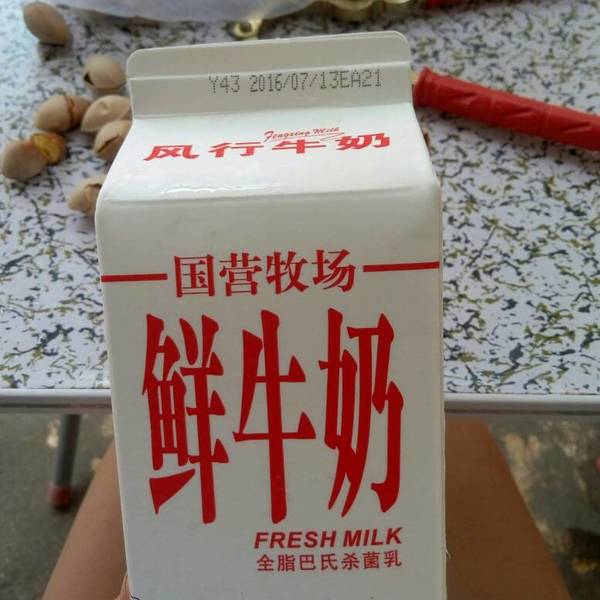 Y43 2016/07/13EA21
Fengxing Milk
风行牛奶
国营牧场
鲜牛奶
FRESH MILK
全脂巴氏杀菌乳